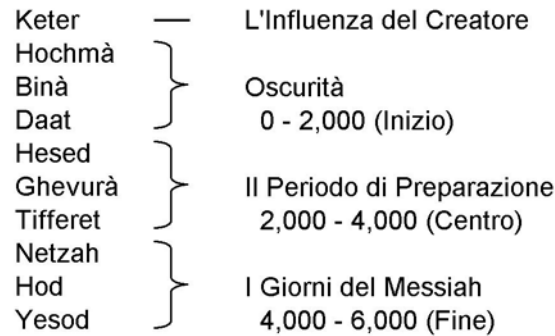 Keter — L'Influenza del Creatore
Hochmà
Binà Oscurità
Daat 0 - 2,000 (Inizio)
Hesed
Ghevurà Il Periodo di Preparazione
Tifferet 2,000 - 4,000 (Centro)
Netzah
Hod I Giorni del Messiah
Yesod 4,000 - 6,000 (Fine)